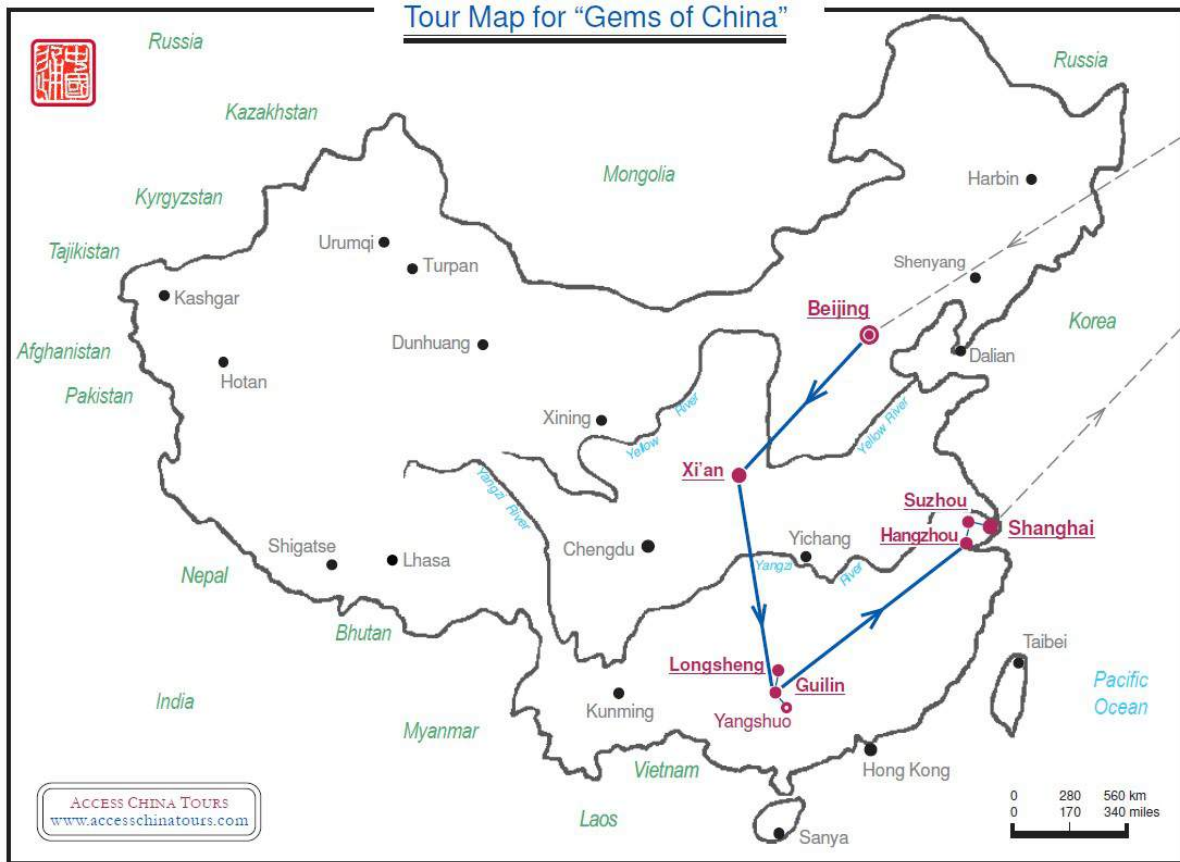 Tour Map for “Gems of China”
Russia
Russia
Kazakhstan
Mongolia
Harbin
Kyrgyzstan
Urumqi
Tajikistan
Turpan
Shenyang
Kashgar
Beijing
Korea
Dunhuang
Afghanistan
Dalian
Hotan
Pakistan
Xining
Yellow River
Yellow River
Xi’an
Yangzi River
Suzhou
Shanghai
Hangzhou
Chengdu
Yichang
Shigatse
Lhasa
Yangzi River
Nepal
Bhutan
Taibei
Longsheng
Guilin
Pacific
Ocean
India
Kunming
Yangshuo
Myanmar
Vietnam
Hong Kong
ACCESS CHINA TOURS
www.accesschinatours.com
Laos
Sanya
0 280 560 km
0 170 340 miles